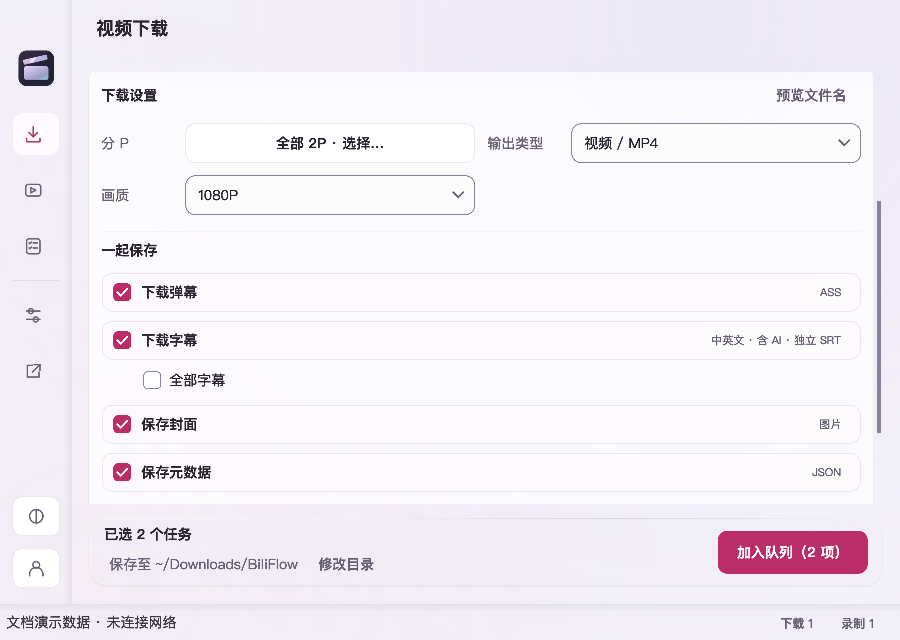 视频下载
下载设置 预览文件名
分 P 全部 2P · 选择... 输出类型 视频 / MP4
画质 1080P
一起保存
下载弹幕 ASS
下载字幕 中英文 · 含 AI · 独立 SRT
全部字幕
保存封面 图片
保存元数据 JSON
已选 2 个任务
保存至 ~/Downloads/BiliFlow 修改目录
加入队列（2 项）
文档演示数据 · 未连接网络 下载 1 录制 1